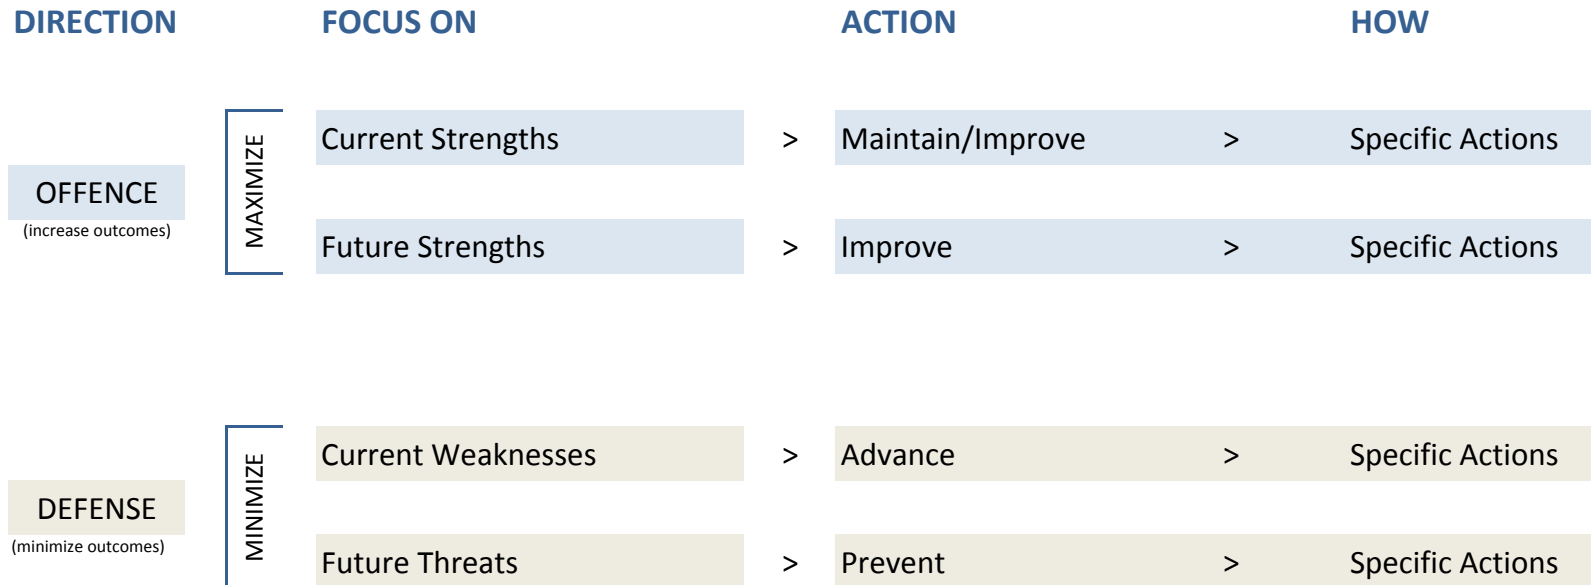 DIRECTION FOCUS ON ACTION HOW
MAXIMIZE
Current Strengths > Maintain/Improve > Specific Actions
OFFENCE
(increase outcomes)
Future Strengths > Improve > Specific Actions
MINIMIZE
Current Weaknesses > Advance > Specific Actions
DEFENSE
(minimize outcomes)
Future Threats > Prevent > Specific Actions